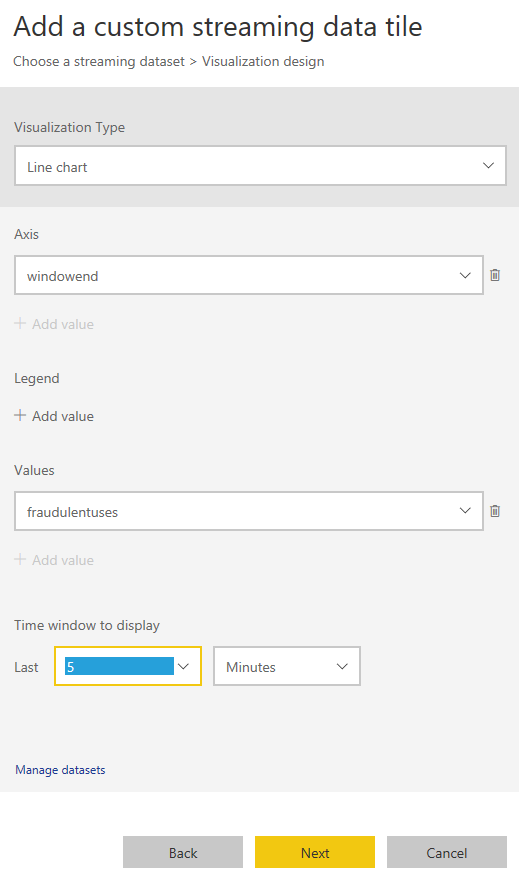 Add a custom streaming data tile
Choose a streaming dataset > Visualization design
Visualization Type
Line chart
Axis
windowend
+ Add value
Legend
+ Add value
Values
fraudulentuses
+ Add value
Time window to display
Last 5 Minutes
Manage datasets
Back Next Cancel